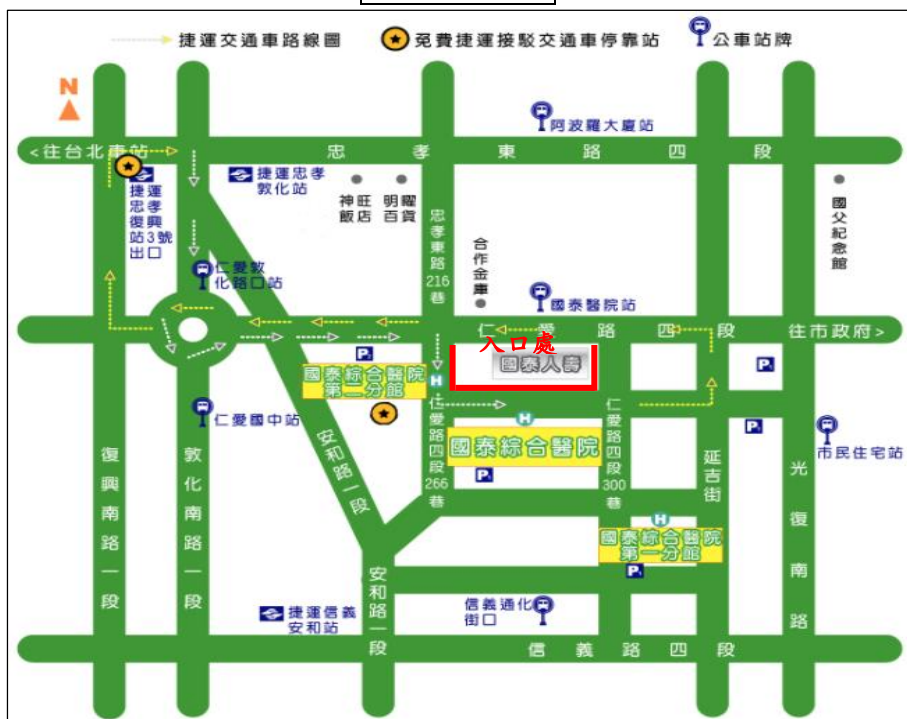 捷運交通車路線圖
免費捷運接駁交通車停靠站
公車站牌
N
阿波羅大廈站
<往台北車站
忠孝東路四段
捷運
忠孝
復興
站3號
出口
捷運忠孝
敦化站
神旺
飯店
明曜
百貨
忠孝東路216巷
合作金庫
國父紀念館
仁愛敦
化路口站
國泰醫院站
仁愛路四段
往市政府>
入口處
國泰人壽
P
國泰綜合醫院
第二分館
H
仁愛國中站
安和路一段
仁愛路四段266巷
H
國泰綜合醫院
P
仁愛路四段300巷
P
P
市民住宅站
復興南路一段
敦化南路一段
延吉街
光復南路
H
國泰綜合醫院
第一分館
P
捷運信義
安和站
安和路一段
信義通化
街口
信義路四段